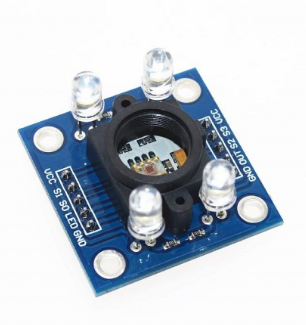 VCC S1 S0 LED GND
GND OUT S2 S3 VCC